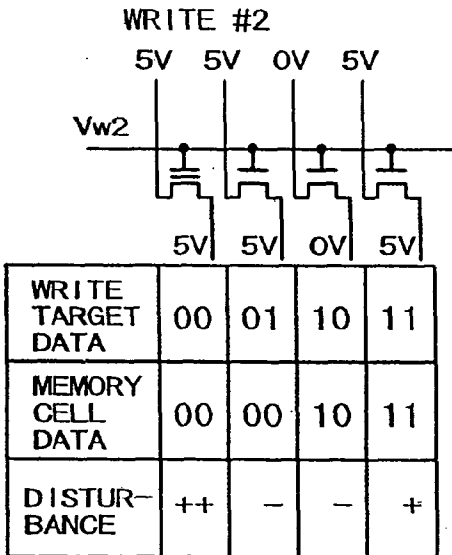 WRITE #2
5V 5V 0V 5V
Vw2
5V 5V 0V 5V
WRITE
TARGET 00 01 10 11
DATA
MEMORY
CELL 00 00 10 11
DATA
DISTUR- ++ - - +
BANCE